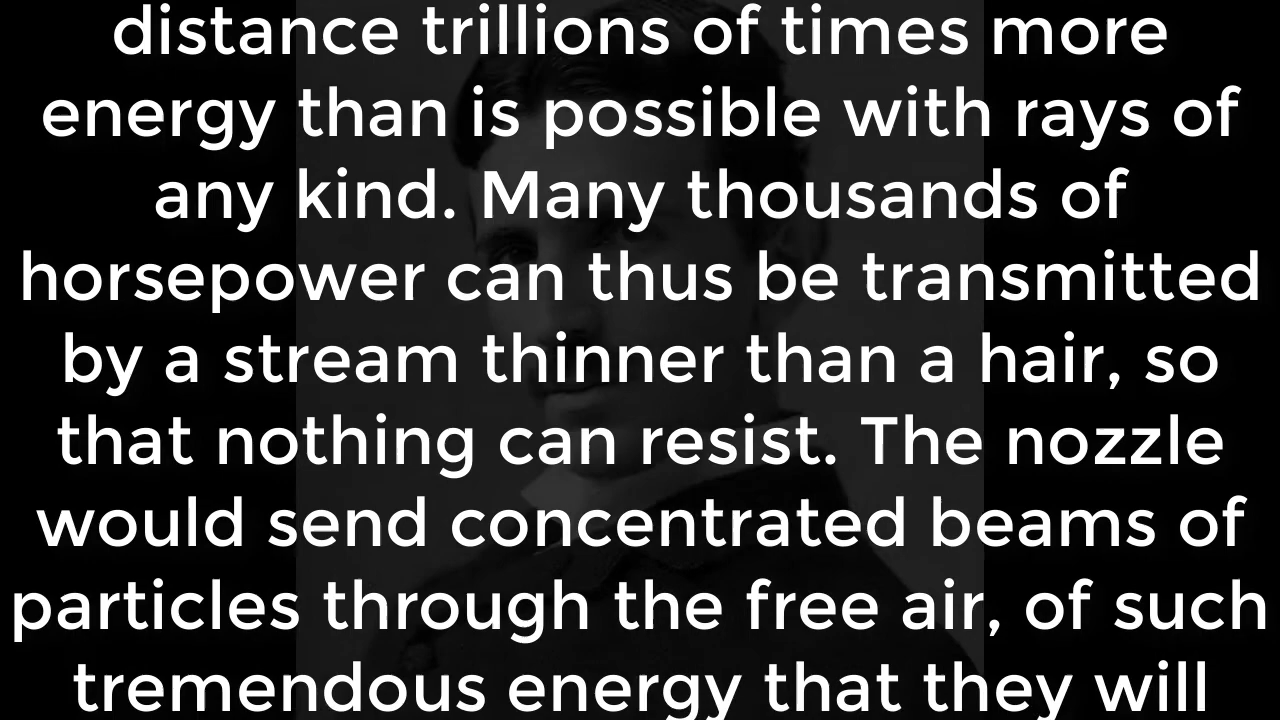 distance trillions of times more
energy than is possible with rays of
any kind. Many thousands of
horsepower can thus be transmitted
by a stream thinner than a hair, so
that nothing can resist. The nozzle
would send concentrated beams of
particles through the free air, of such
tremendous energy that they will